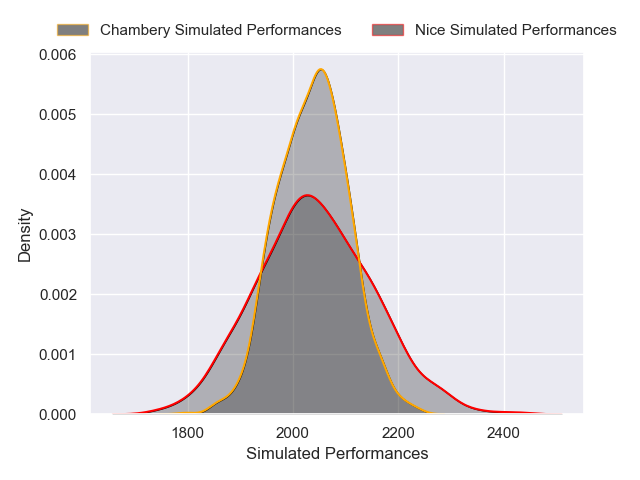 Chambery Simulated Performances
Nice Simulated Performances
0.006
0.005
0.004
0.003
0.002
0.001
0.000
Density
1800
2000
2200
2400
Simulated Performances